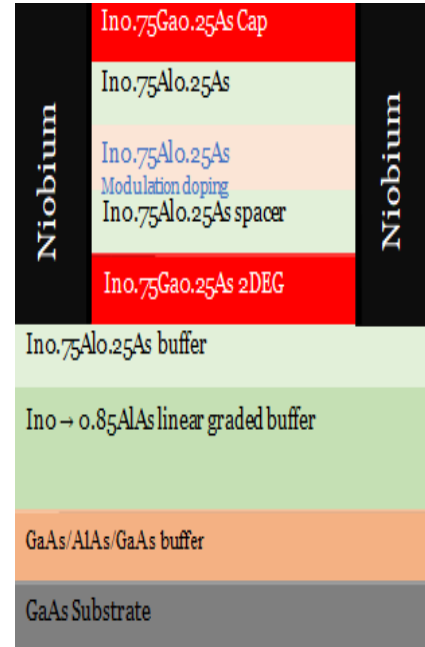 In0.75Ga0.25As Cap
In0.75Al0.25As
In0.75Al0.25As
Modulation doping
In0.75Al0.25As spacer
In0.75Ga0.25As 2DEG
Niobium
Niobium
In0.75Al0.25As buffer
In0 → 0.85AlAs linear graded buffer
GaAs/AlAs/GaAs buffer
GaAs Substrate